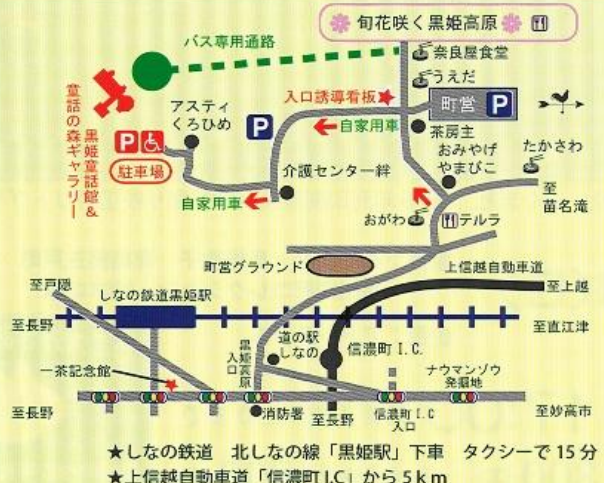 旬花咲く黒姫高原
バス専用通路
奈良屋食堂
うえだ
入口誘導看板★
町営 P
アスティ
くろひめ
P
自家用車
茶房主
おみやげ
やまびこ
たかさわ
黒姫童話館&
童話の森ギャラリー
P
駐車場
介護センター絆
至
苗名滝
自家用車
おがわ
テルラ
町営グラウンド
上信越自動車道
至戸隠
しなの鉄道黒姫駅
至上越
至長野
至直江津
黒姫高原
入口
道の駅
しなの
信濃町 I.C.
一茶記念館
ナウマンゾウ
発掘地
至長野
消防署
至長野
信濃町 I.C
入口
至妙高市
★しなの鉄道 北しなの線「黒姫駅」下車 タクシーで 15 分
★上信越自動車道「信濃町 I.C」から 5 k m